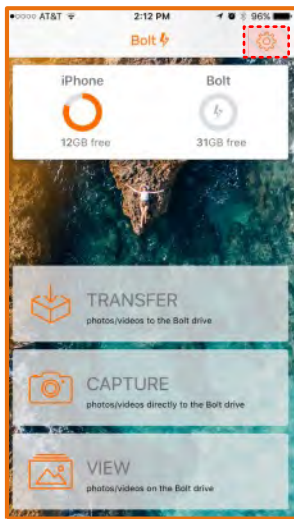 AT&T 2:12 PM 96%
Bolt
iPhone Bolt
12GB free 31GB free
TRANSFER
photos/videos to the Bolt drive
CAPTURE
photos/videos directly to the Bolt drive
VIEW
photos/videos on the Bolt drive